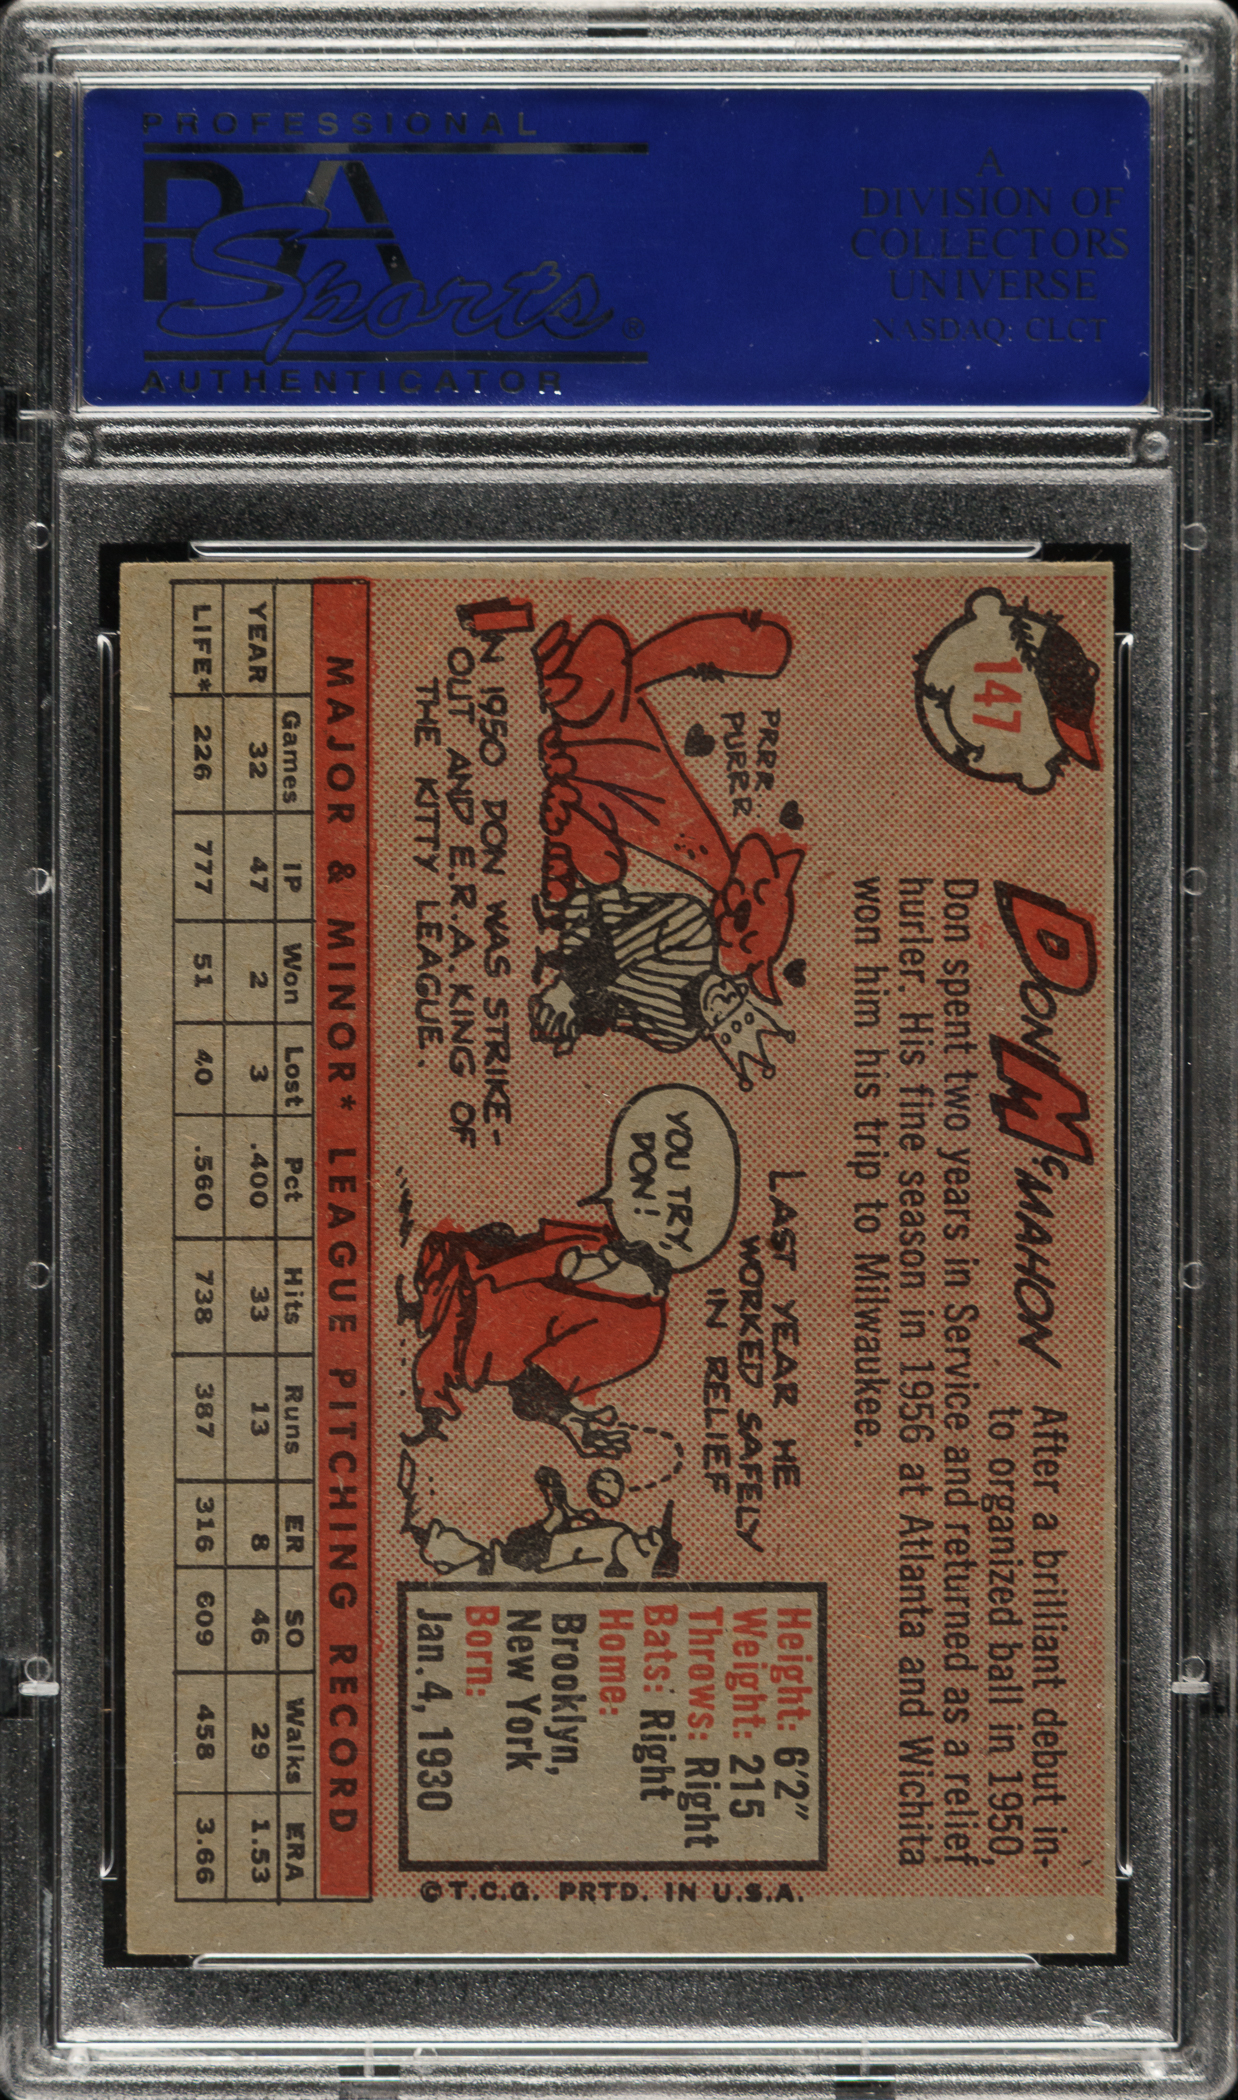 PROFESSIONAL
PSA
Sports®
AUTHENTICATOR
A
DIVISION OF
COLLECTORS
UNIVERSE
NASDAQ: CLCT
147
DON McMAHON
After a brilliant debut in-
to organized ball in 1950,
Don spent two years in Service and returned as a relief
hurler. His fine season in 1956 at Atlanta and Wichita
won him his trip to Milwaukee.
PRRR
PURRR
IN 1950 DON WAS STRIKE-
OUT AND E.R.A. KING OF
THE KITTY LEAGUE.
LAST YEAR HE
WORKED SAFELY
IN RELIEF
YOU TRY,
DON!
Height: 6'2"
Weight: 215
Throws: Right
Bats: Right
Home:
Brooklyn,
New York
Born:
Jan. 4, 1930
©T.C.G. PRTD. IN U.S.A.
MAJOR & MINOR* LEAGUE PITCHING RECORD
Games IP Won Lost Pct Hits Runs ER SO Walks ERA
YEAR 32 47 2 3 .400 33 13 8 46 29 1.53
LIFE* 226 777 51 40 .560 738 387 316 609 458 3.66